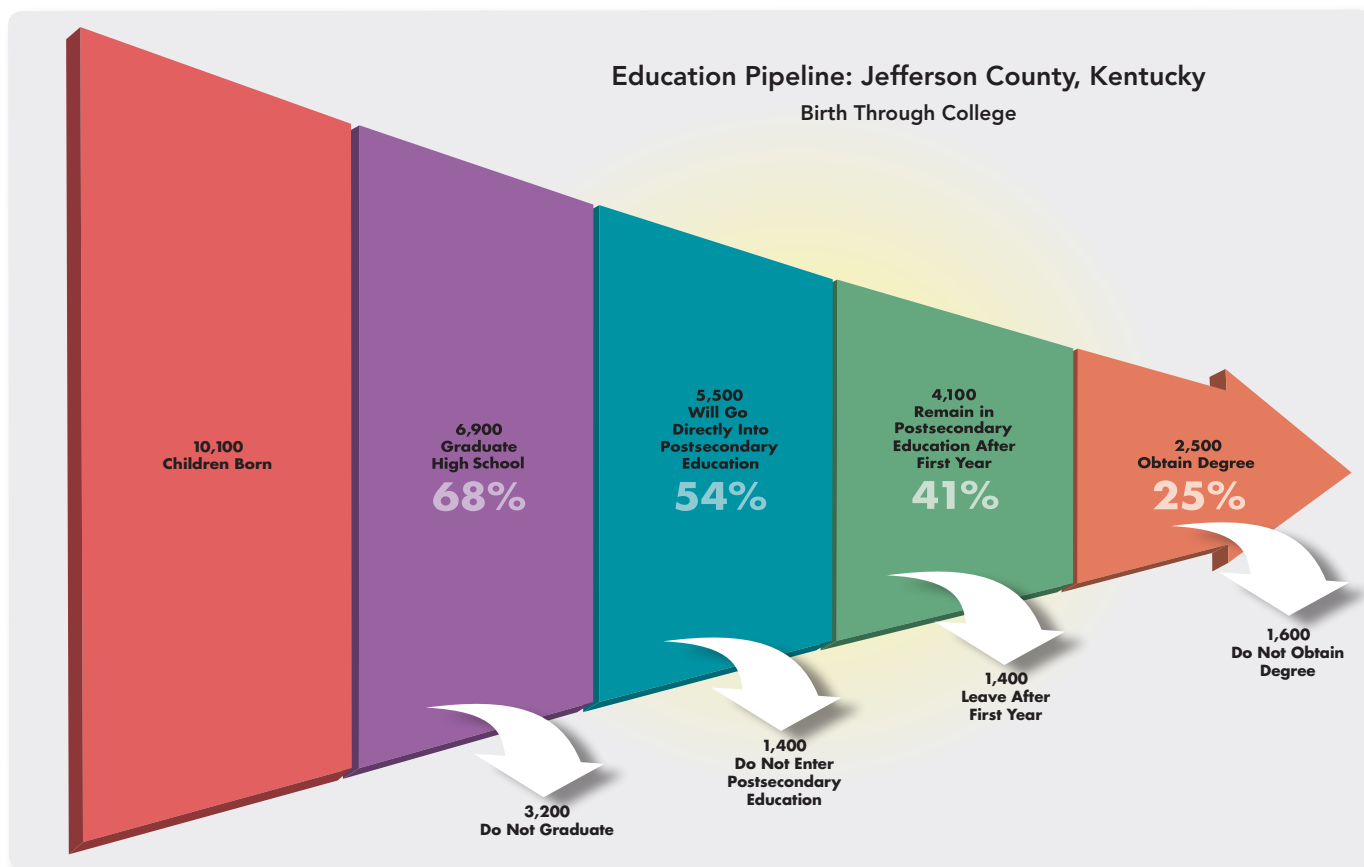 Education Pipeline: Jefferson County, Kentucky
Birth Through College
10,100
Children Born
6,900
Graduate
High School
68%
5,500
Will Go
Directly Into
Postsecondary
Education
54%
4,100
Remain in
Postsecondary
Education After
First Year
41%
2,500
Obtain Degree
25%
3,200
Do Not Graduate
1,400
Do Not Enter
Postsecondary
Education
1,400
Leave After
First Year
1,600
Do Not Obtain
Degree